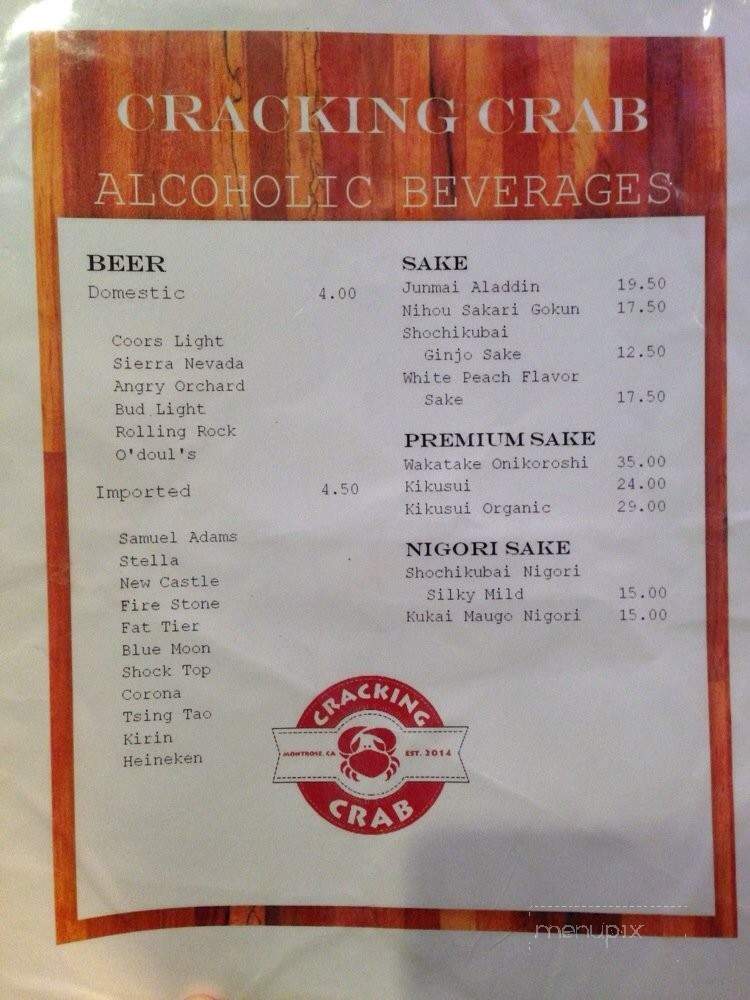 CRACKING CRAB
ALCOHOLIC BEVERAGES
BEER
Domestic 4.00
Coors Light
Sierra Nevada
Angry Orchard
Bud Light
Rolling Rock
O'doul's
Imported 4.50
Samuel Adams
Stella
New Castle
Fire Stone
Fat Tier
Blue Moon
Shock Top
Corona
Tsing Tao
Kirin
Heineken
SAKE
Junmai Aladdin 19.50
Nihou Sakari Gokun 17.50
Shochikubai
Ginjo Sake 12.50
White Peach Flavor
Sake 17.50
PREMIUM SAKE
Wakatake Onikoroshi 35.00
Kikusui 24.00
Kikusui Organic 29.00
NIGORI SAKE
Shochikubai Nigori
Silky Mild 15.00
Kukai Maugo Nigori 15.00
CRACKING
MONTROSE, CA EST. 2014
CRAB
menupix